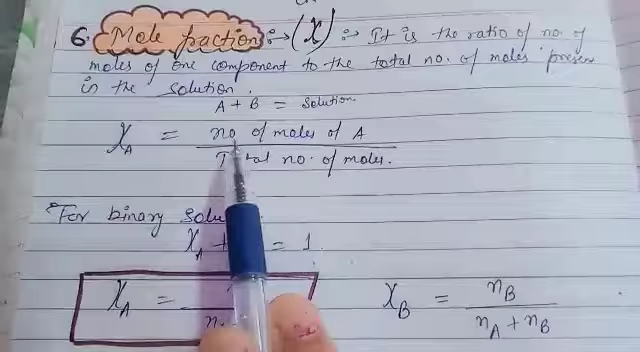 6. Mole fraction :→ (X) :→ It is the ratio of no. of
moles of one component to the total no. of moles presen
in the solution.
A + B = Solution
X_A = no of moles of A / Total no. of moles.
For binary solu
X_A + = 1
X_A = / n
X_B = n_B / n_A + n_B